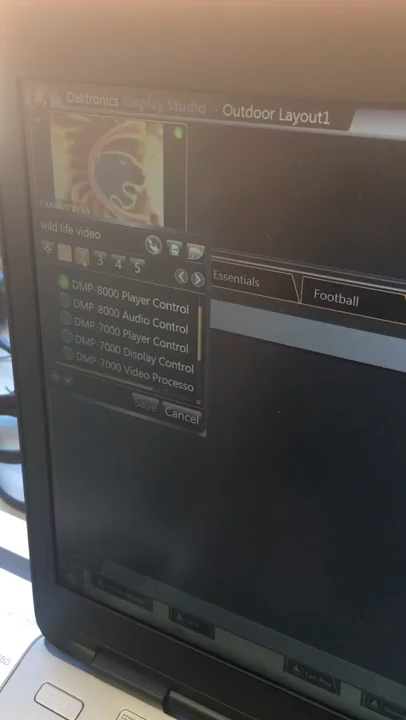 Daktronics Display Studio - Outdoor Layout1
wild life video
3 4 5
Essentials
Football
DMP-8000 Player Control
DMP-8000 Audio Control
DMP-7000 Player Control
DMP-7000 Display Control
DMP-7000 Video Processo
Save Cancel